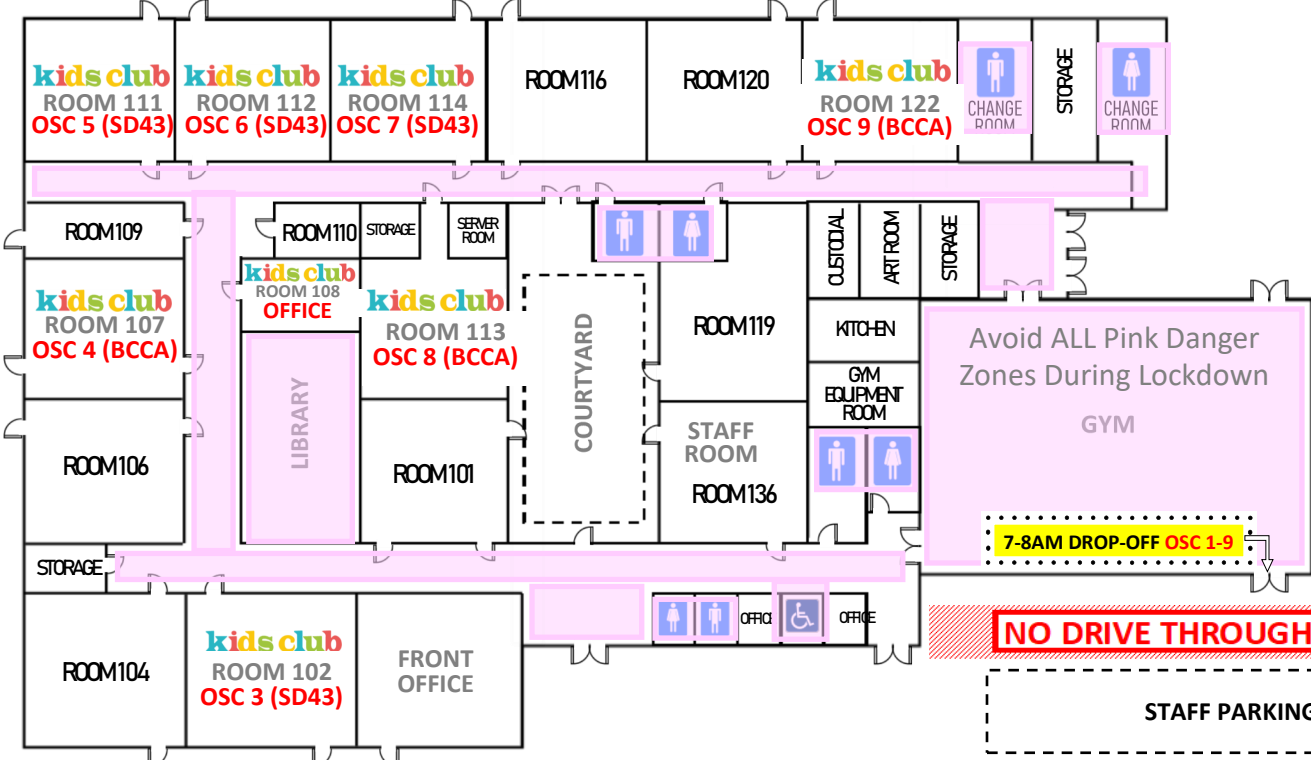 kids club
ROOM 111
OSC 5 (SD43)
kids club
ROOM 112
OSC 6 (SD43)
kids club
ROOM 114
OSC 7 (SD43)
ROOM116
ROOM120
kids club
ROOM 122
OSC 9 (BCCA)
CHANGE
ROOM
STORAGE
CHANGE
ROOM
ROOM109
ROOM110
STORAGE
SERVER
ROOM
CUSTODIAL
ART ROOM
STORAGE
kids club
ROOM 107
OSC 4 (BCCA)
kids club
ROOM 108
OFFICE
kids club
ROOM 113
OSC 8 (BCCA)
COURTYARD
ROOM119
KITCHEN
GYM
EQUIPMENT
ROOM
Avoid ALL Pink Danger
Zones During Lockdown
GYM
LIBRARY
ROOM106
ROOM101
STAFF
ROOM
ROOM136
7-8AM DROP-OFF OSC 1-9
STORAGE
ROOM104
kids club
ROOM 102
OSC 3 (SD43)
FRONT
OFFICE
OFFICE
OFFICE
NO DRIVE THROUGH
STAFF PARKING